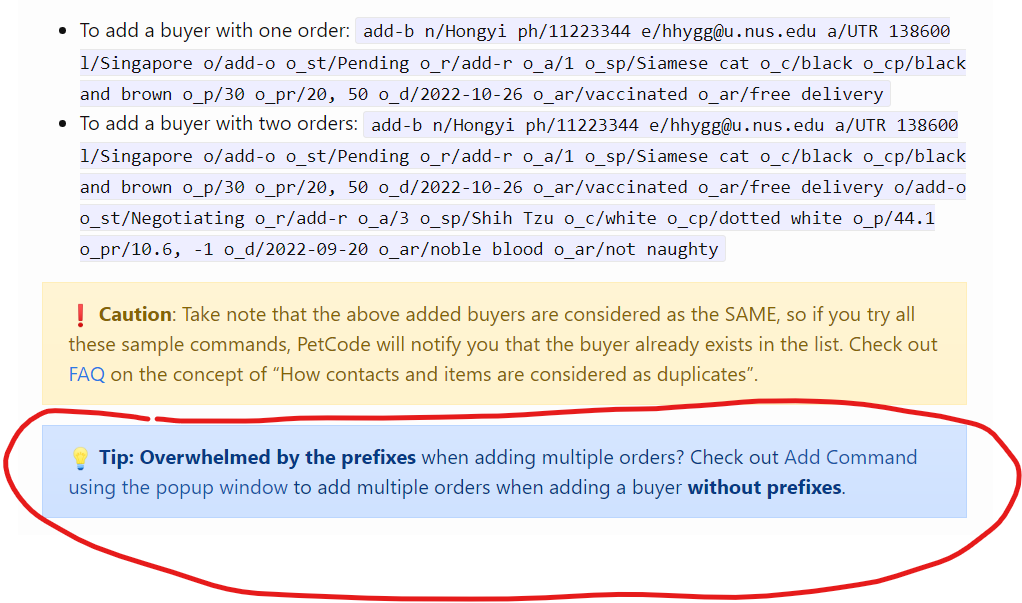 • To add a buyer with one order: add-b n/Hongyi ph/11223344 e/hhygg@u.nus.edu a/UTR 138600
l/Singapore o/add-o o_st/Pending o_r/add-r o_a/1 o_sp/Siamese cat o_c/black o_cp/black
and brown o_p/30 o_pr/20, 50 o_d/2022-10-26 o_ar/vaccinated o_ar/free delivery
• To add a buyer with two orders: add-b n/Hongyi ph/11223344 e/hhygg@u.nus.edu a/UTR 138600
l/Singapore o/add-o o_st/Pending o_r/add-r o_a/1 o_sp/Siamese cat o_c/black o_cp/black
and brown o_p/30 o_pr/20, 50 o_d/2022-10-26 o_ar/vaccinated o_ar/free delivery o/add-o
o_st/Negotiating o_r/add-r o_a/3 o_sp/Shih Tzu o_c/white o_cp/dotted white o_p/44.1
o_pr/10.6, -1 o_d/2022-09-20 o_ar/noble blood o_ar/not naughty
❗ Caution: Take note that the above added buyers are considered as the SAME, so if you try all
these sample commands, PetCode will notify you that the buyer already exists in the list. Check out
FAQ on the concept of “How contacts and items are considered as duplicates”.
💡 Tip: Overwhelmed by the prefixes when adding multiple orders? Check out Add Command
using the popup window to add multiple orders when adding a buyer without prefixes.